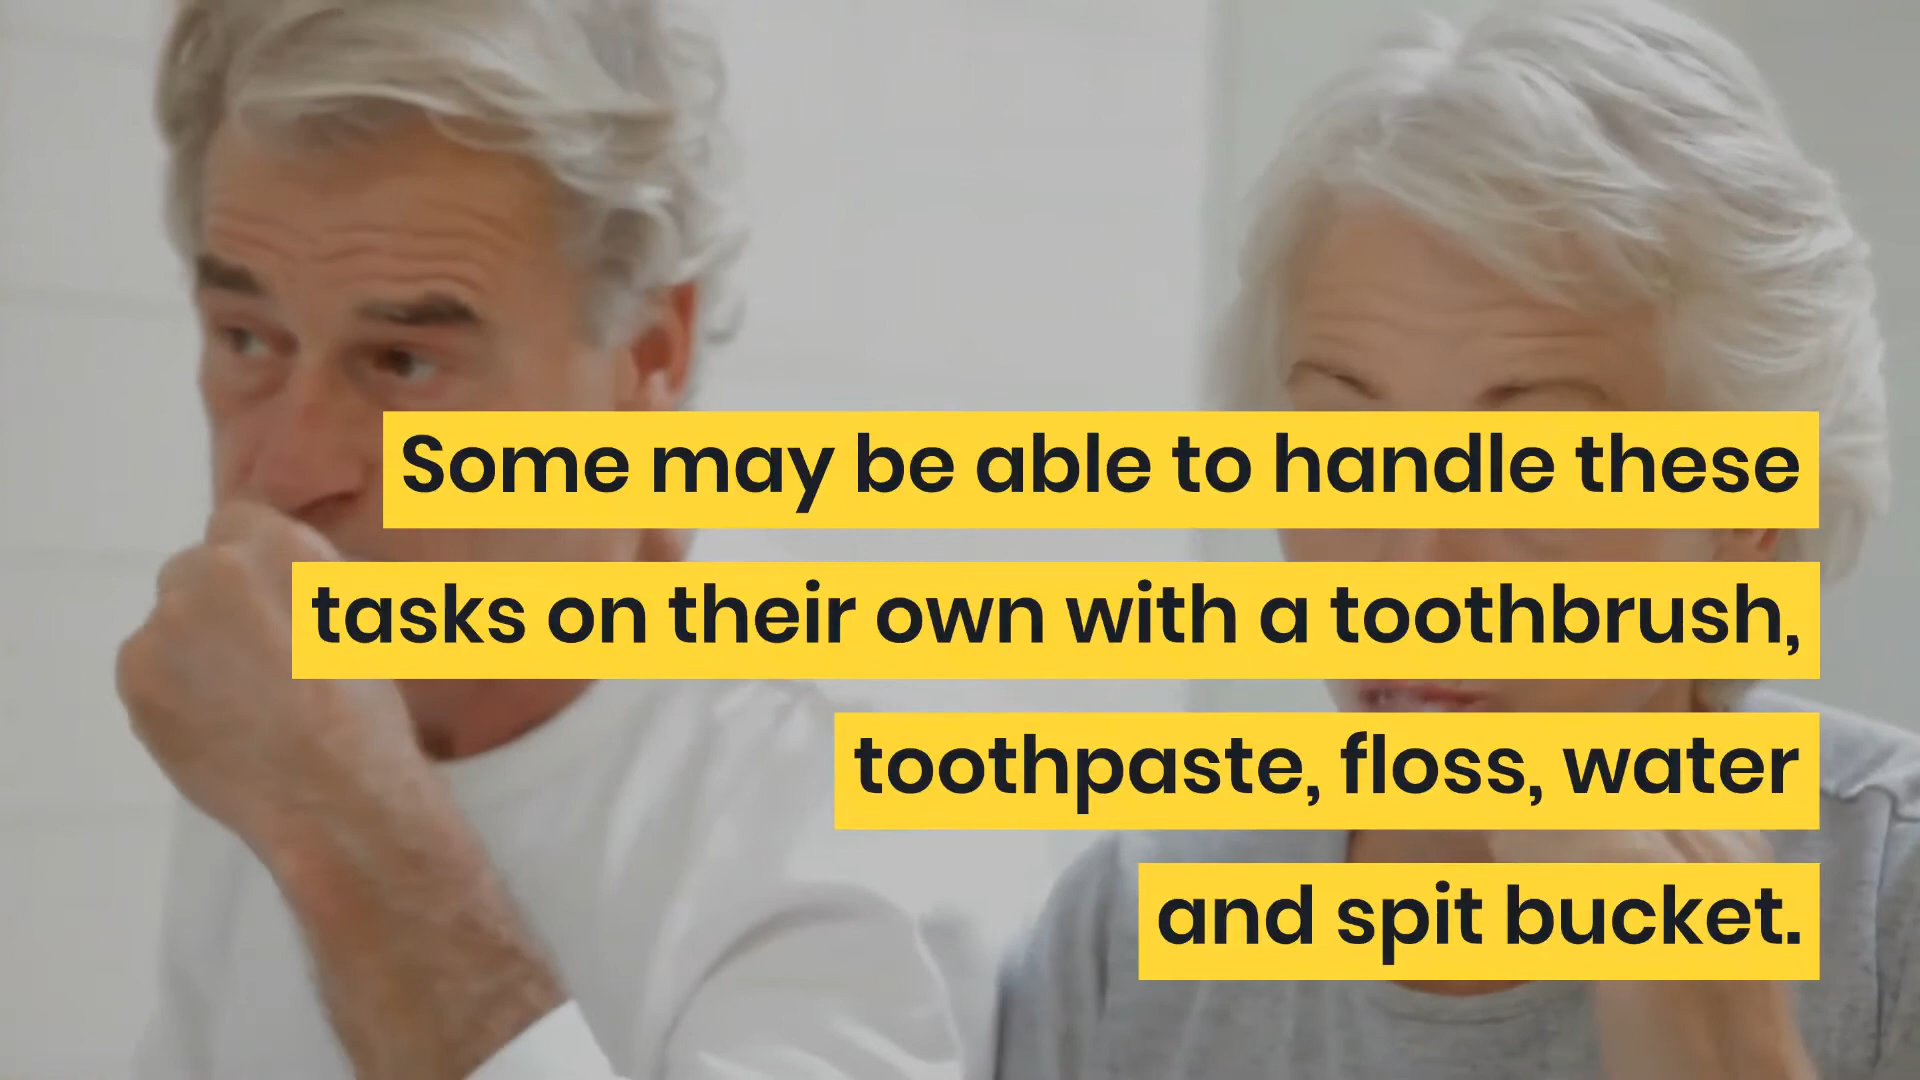 Some may be able to handle these
tasks on their own with a toothbrush,
toothpaste, floss, water
and spit bucket.